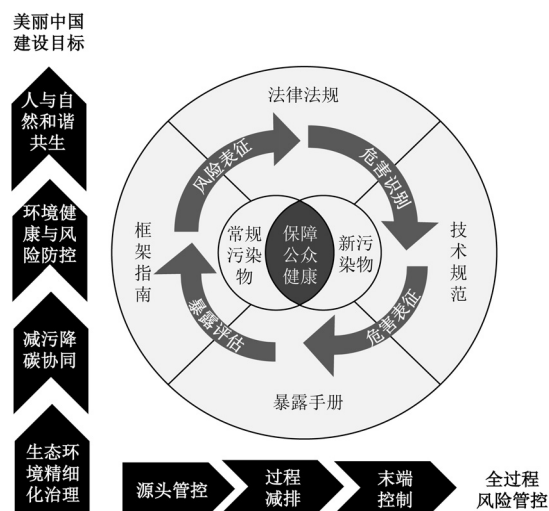 美丽中国
建设目标
人与自
然和谐
共生
环境健
康与风
险防控
减污降
碳协同
生态环
境精细
化治理
法律法规
风险表征
危害识别
框架指南
常规
污染
物
保障
公众
健康
新污
染物
技术规范
暴露评估
危害表征
暴露手册
源头管控
过程
减排
末端
控制
全过程
风险管控